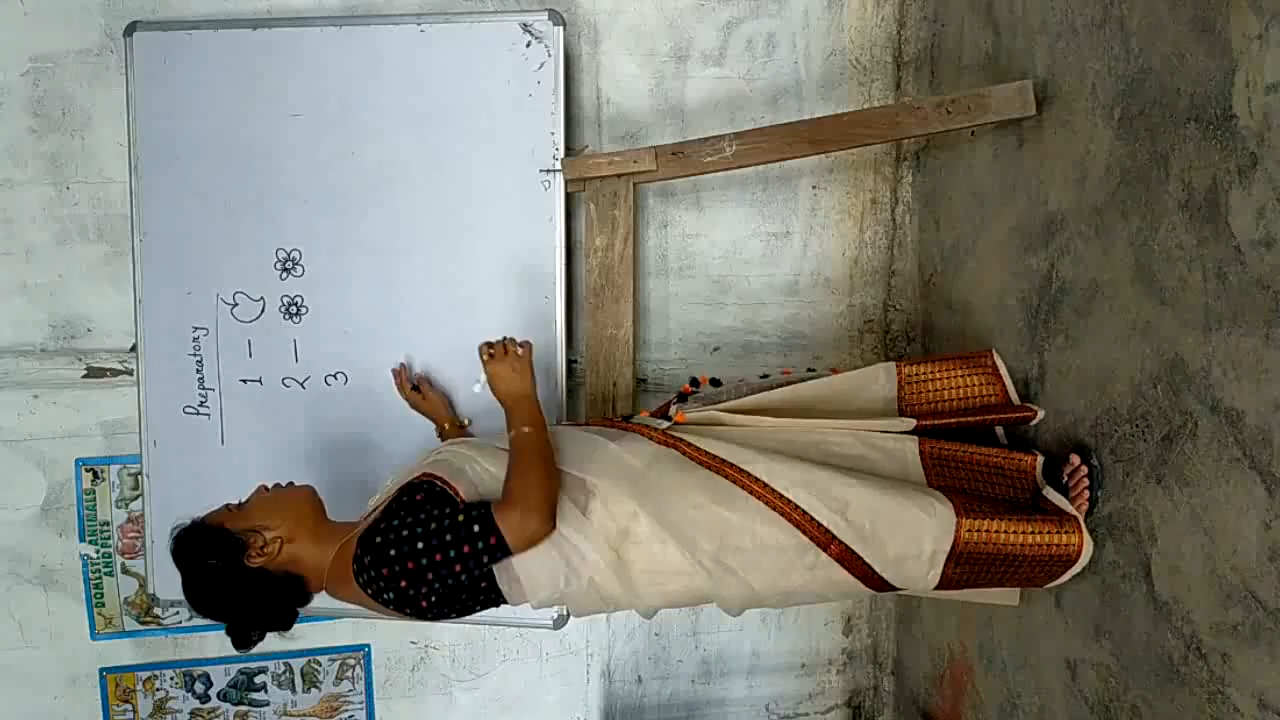 Preparatory
1 –
2 –
3
DOMESTIC ANIMALS
AND PETS